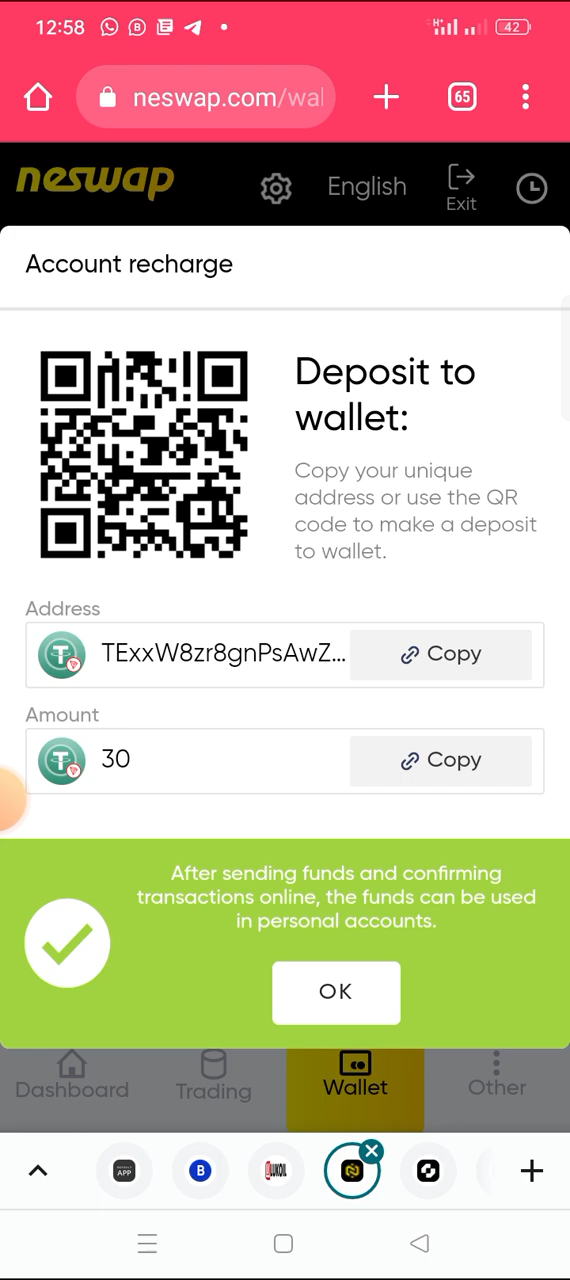 12:58
42
neswap.com/wal
65
neswap
English
Exit
Account recharge
Deposit to
wallet:
Copy your unique
address or use the QR
code to make a deposit
to wallet.
Address
TExxW8zr8gnPsAwZ...
Copy
Amount
30
Copy
After sending funds and confirming
transactions online, the funds can be used
in personal accounts.
OK
Dashboard
Trading
Wallet
Other
APP
B
LUKOIL